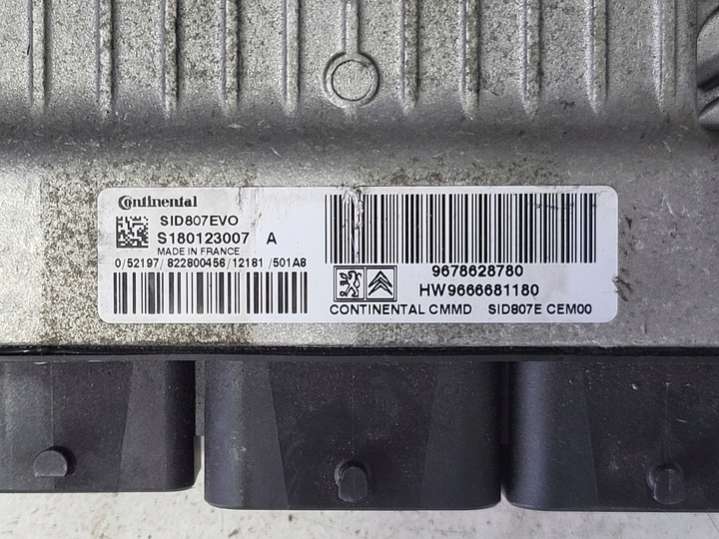 Continental
SID807EVO
S180123007 A
MADE IN FRANCE
0/52197/822800456/12181/501A8
9678628780
HW9666681180
CONTINENTAL CMMD SID807E CEM00